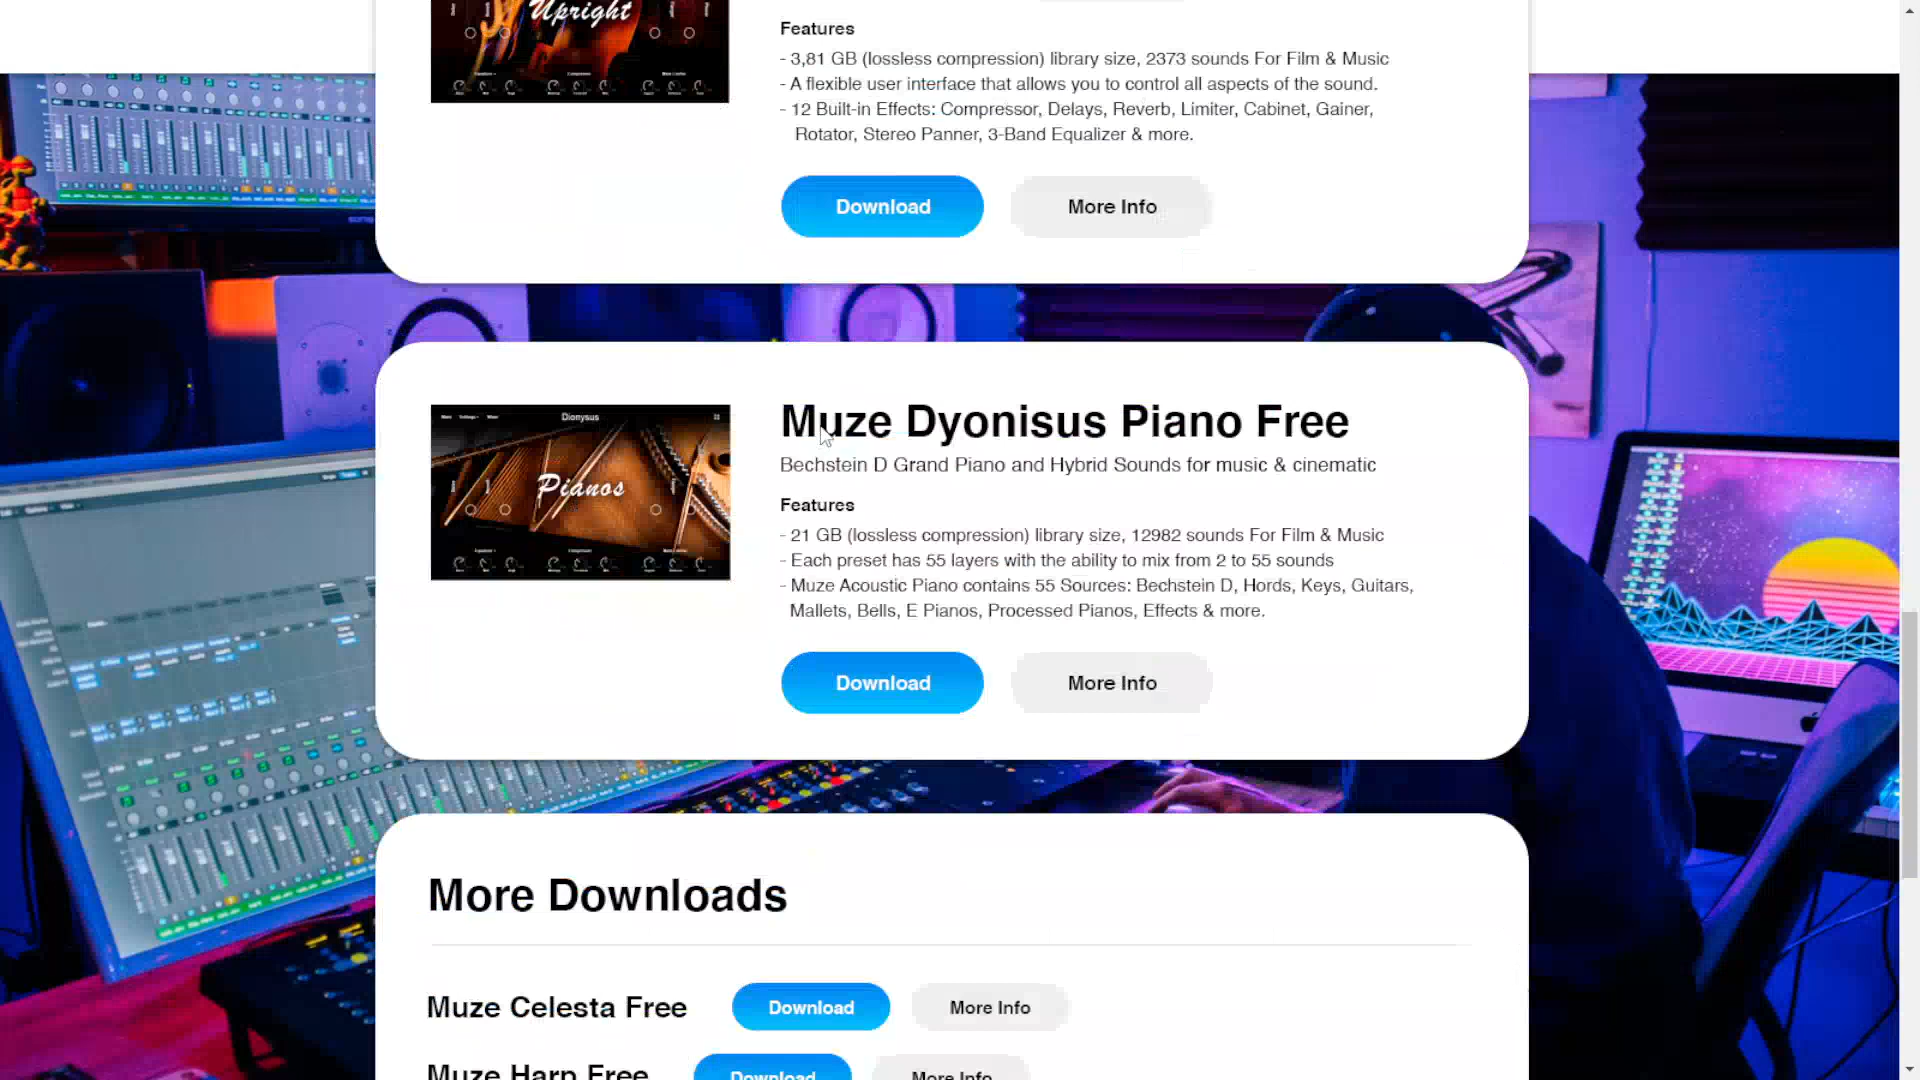 Upright
Features
- 3,81 GB (lossless compression) library size, 2373 sounds For Film & Music
- A flexible user interface that allows you to control all aspects of the sound.
- 12 Built-in Effects: Compressor, Delays, Reverb, Limiter, Cabinet, Gainer,
Rotator, Stereo Panner, 3-Band Equalizer & more.
Download
More Info
Dionysus
Pianos
Muze Dyonisus Piano Free
Bechstein D Grand Piano and Hybrid Sounds for music & cinematic
Features
- 21 GB (lossless compression) library size, 12982 sounds For Film & Music
- Each preset has 55 layers with the ability to mix from 2 to 55 sounds
- Muze Acoustic Piano contains 55 Sources: Bechstein D, Hords, Keys, Guitars,
Mallets, Bells, E Pianos, Processed Pianos, Effects & more.
Download
More Info
More Downloads
Muze Celesta Free
Download
More Info
Muze Harp Free
Download
More Info